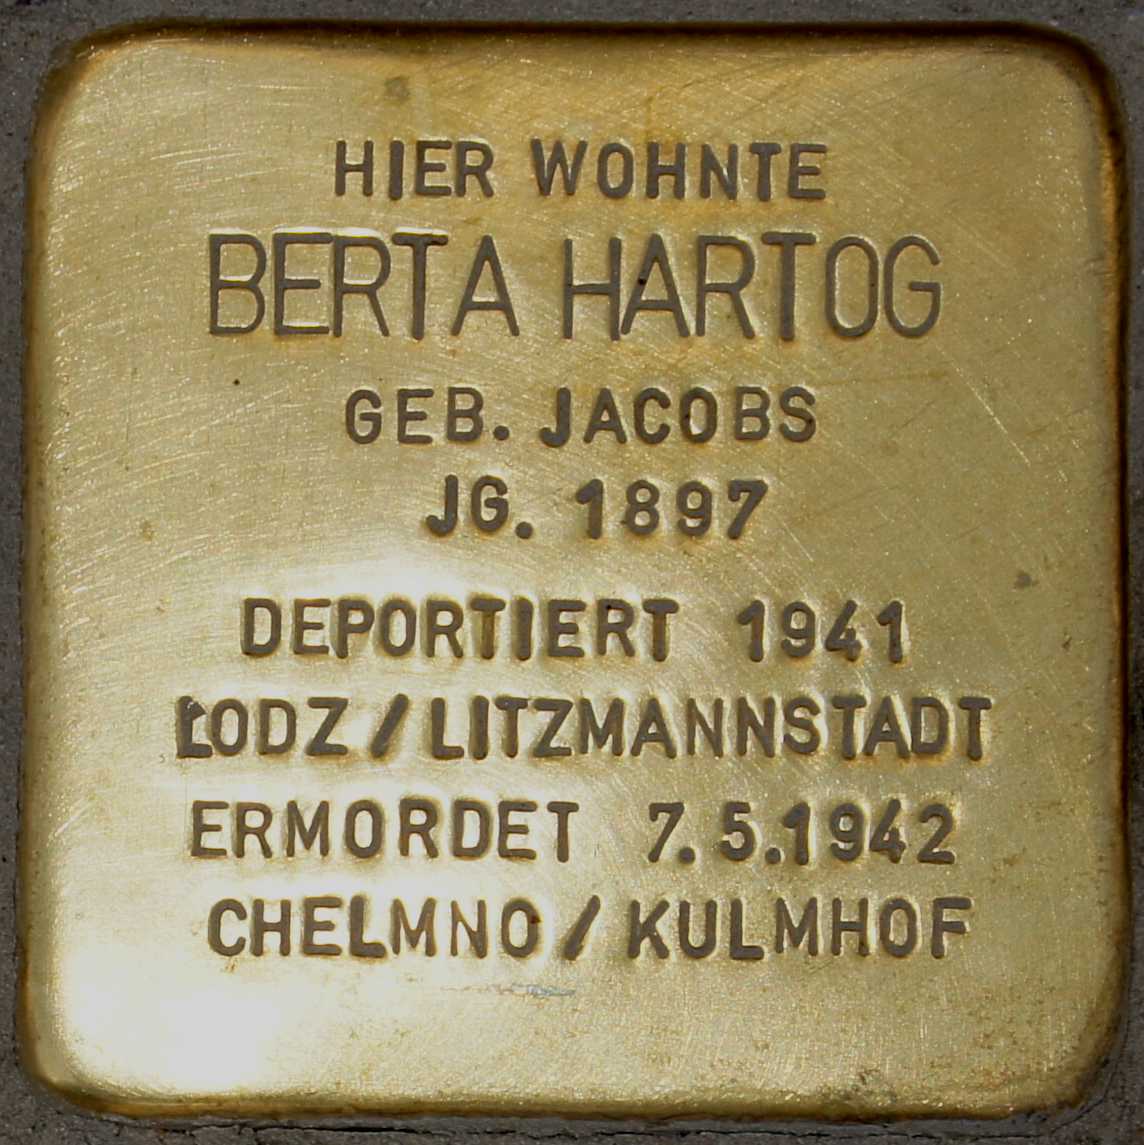 HIER WOHNTE
BERTA HARTOG
GEB. JACOBS
JG. 1897
DEPORTIERT 1941
ŁODZ/LITZMANNSTADT
ERMORDET 7.5.1942
CHELMNO/KULMHOF